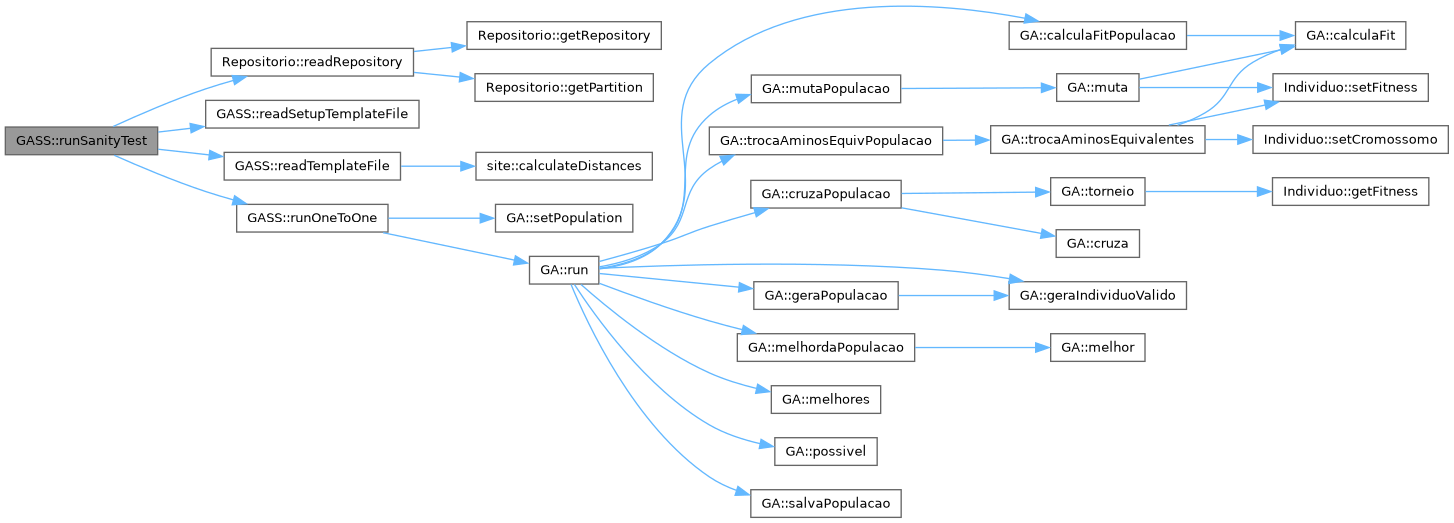 GASS::runSanityTest
Repositorio::readRepository
Repositorio::getRepository
Repositorio::getPartition
GASS::readSetupTemplateFile
GASS::readTemplateFile
site::calculateDistances
GASS::runOneToOne
GA::setPopulation
GA::run
GA::calculaFitPopulacao
GA::calculaFit
GA::mutaPopulacao
GA::muta
Individuo::setFitness
GA::trocaAminosEquivPopulacao
GA::trocaAminosEquivalentes
Individuo::setCromossomo
GA::cruzaPopulacao
GA::torneio
Individuo::getFitness
GA::cruza
GA::geraPopulacao
GA::geraIndividuoValido
GA::melhordaPopulacao
GA::melhor
GA::melhores
GA::possivel
GA::salvaPopulacao